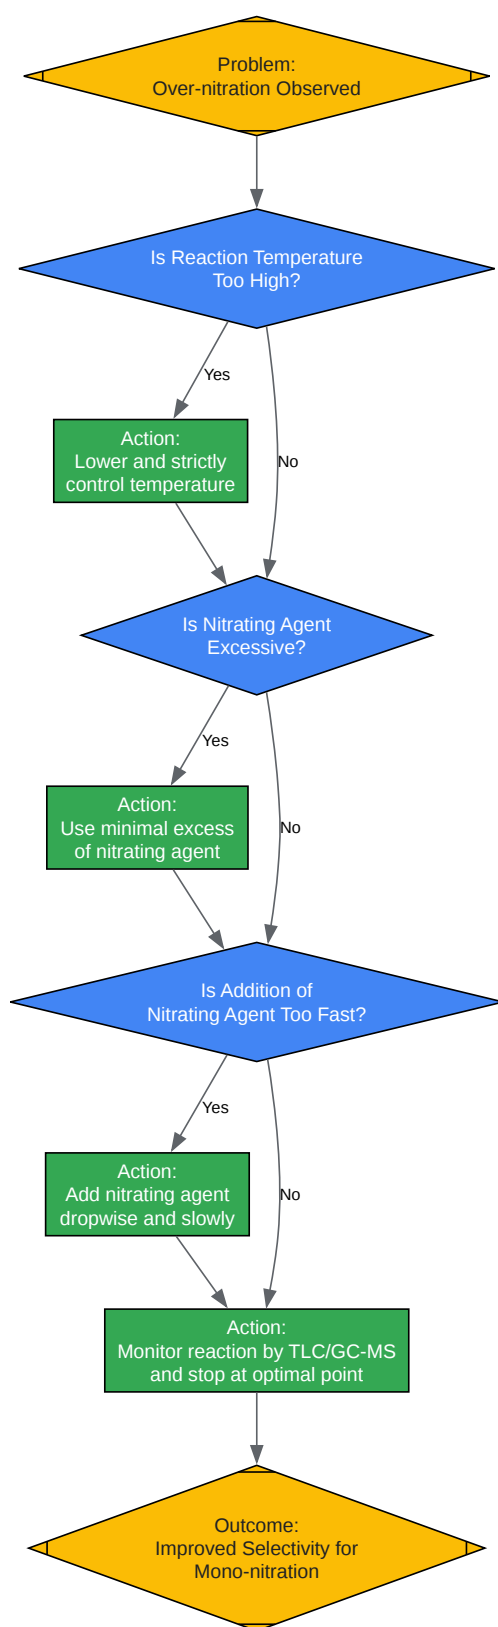 Problem:
Over-nitration Observed
Is Reaction Temperature
Too High?
Yes
Action:
Lower and strictly
control temperature
No
Is Nitrating Agent
Excessive?
Yes
Action:
Use minimal excess
of nitrating agent
No
Is Addition of
Nitrating Agent Too Fast?
Yes
Action:
Add nitrating agent
dropwise and slowly
No
Action:
Monitor reaction by TLC/GC-MS
and stop at optimal point
Outcome:
Improved Selectivity for
Mono-nitration